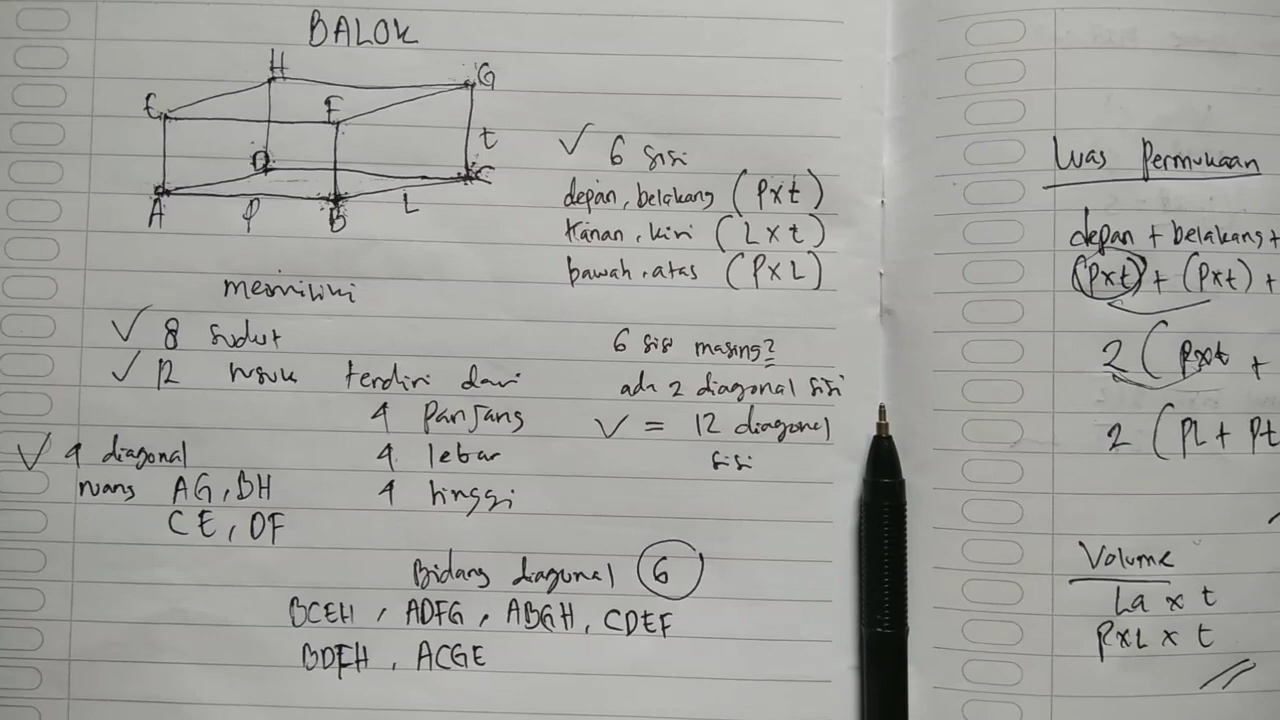 BALOK
H
G
E
F
t
D
C
A
P
B
L
✓ 6 sisi
depan, belakang (Pxt)
kanan, kiri (Lxt)
bawah, atas (PxL)
memiliki
✓ 8 sudut
✓ 12 rusuk terdiri dari
4 panjang
4 lebar
4 tinggi
✓ 4 diagonal
ruang AG, BH
CE, DF
6 sisi masing2
ada 2 diagonal sisi
V = 12 diagonal
sisi
Bidang diagonal 6
BCEH, ADFG, ABGH, CDEF
BDFH, ACGE
Luas Permukaan
depan + belakang +
(Pxt) + (Pxt) +
2 (Pxt +
2 (PL + Pt
Volume
La x t
PxL x t